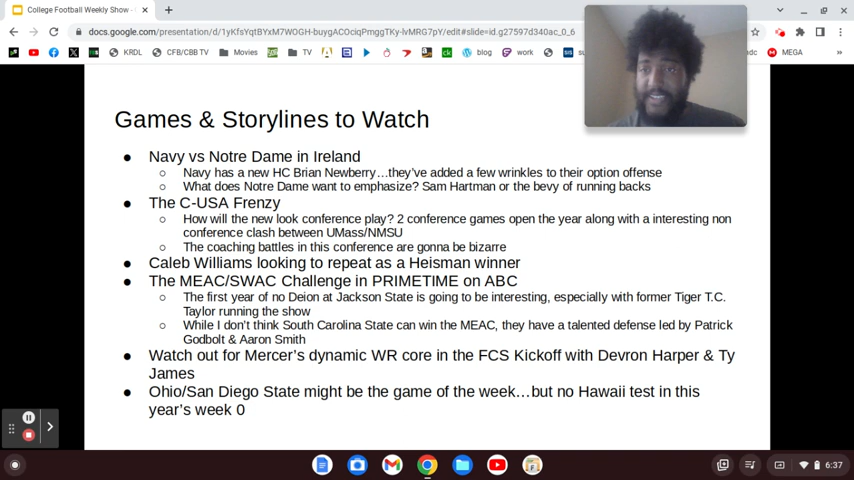 College Football Weekly Show -
docs.google.com/presentation/d/1yKfsYqtBYxM7WOGH-buygACOciqPmggTKy-lvMRG7pY/edit#slide=id.g27597d340ac_0_6
KRDL
CFB/CBB TV
Movies
TV
blog
work
sus
dc
MEGA
Games & Storylines to Watch
● Navy vs Notre Dame in Ireland
○ Navy has a new HC Brian Newberry…they've added a few wrinkles to their option offense
○ What does Notre Dame want to emphasize? Sam Hartman or the bevy of running backs
● The C-USA Frenzy
○ How will the new look conference play? 2 conference games open the year along with a interesting non
conference clash between UMass/NMSU
○ The coaching battles in this conference are gonna be bizarre
● Caleb Williams looking to repeat as a Heisman winner
● The MEAC/SWAC Challenge in PRIMETIME on ABC
○ The first year of no Deion at Jackson State is going to be interesting, especially with former Tiger T.C.
Taylor running the show
○ While I don't think South Carolina State can win the MEAC, they have a talented defense led by Patrick
Godbolt & Aaron Smith
● Watch out for Mercer's dynamic WR core in the FCS Kickoff with Devron Harper & Ty
James
● Ohio/San Diego State might be the game of the week…but no Hawaii test in this
year's week 0
6:37